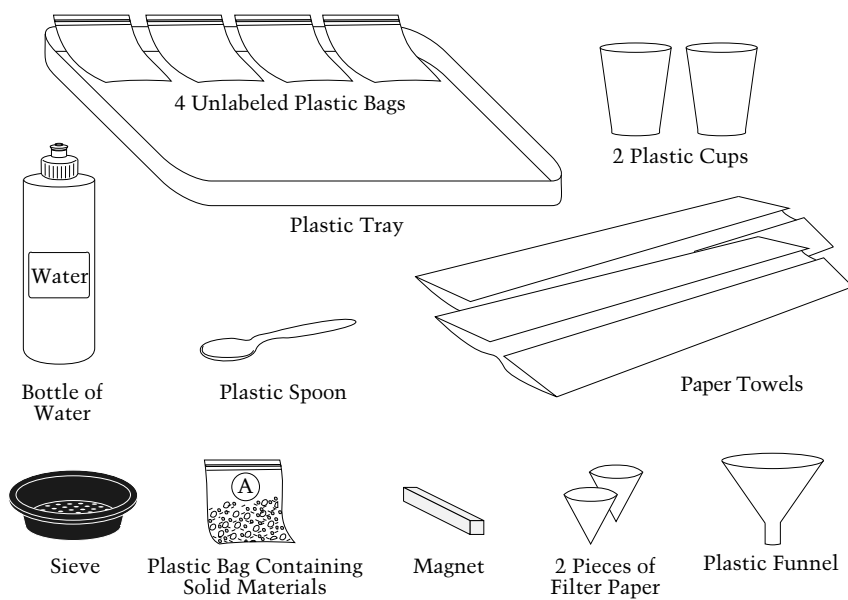 4 Unlabeled Plastic Bags
2 Plastic Cups
Plastic Tray
Water
Bottle of
Water
Plastic Spoon
Paper Towels
A
Sieve
Plastic Bag Containing
Solid Materials
Magnet
2 Pieces of
Filter Paper
Plastic Funnel